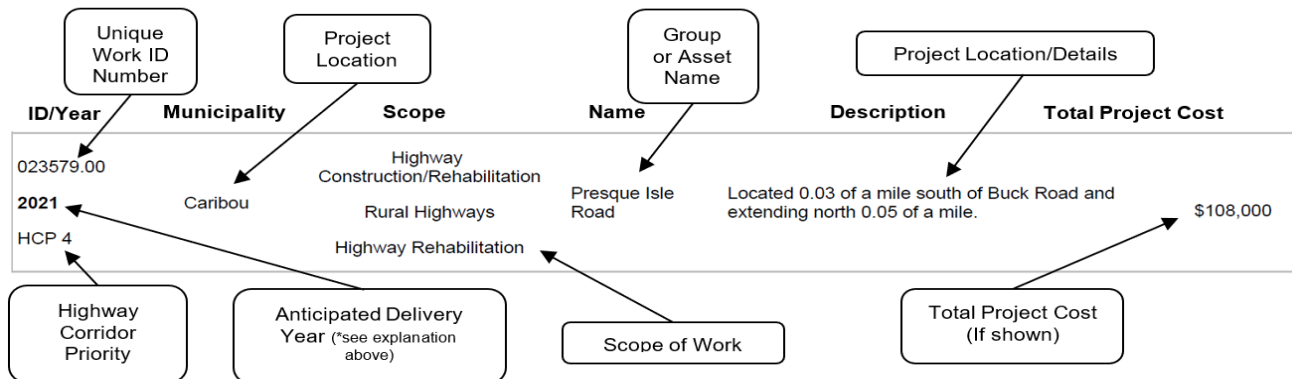 Unique
Work ID
Number
Project
Location
Group
or Asset
Name
Project Location/Details
ID/Year Municipality Scope Name Description Total Project Cost
023579.00
2021
HCP 4
Caribou
Highway
Construction/Rehabilitation
Rural Highways
Highway Rehabilitation
Presque Isle
Road
Located 0.03 of a mile south of Buck Road and
extending north 0.05 of a mile.
$108,000
Highway
Corridor
Priority
Anticipated Delivery
Year (*see explanation
above)
Scope of Work
Total Project Cost
(If shown)